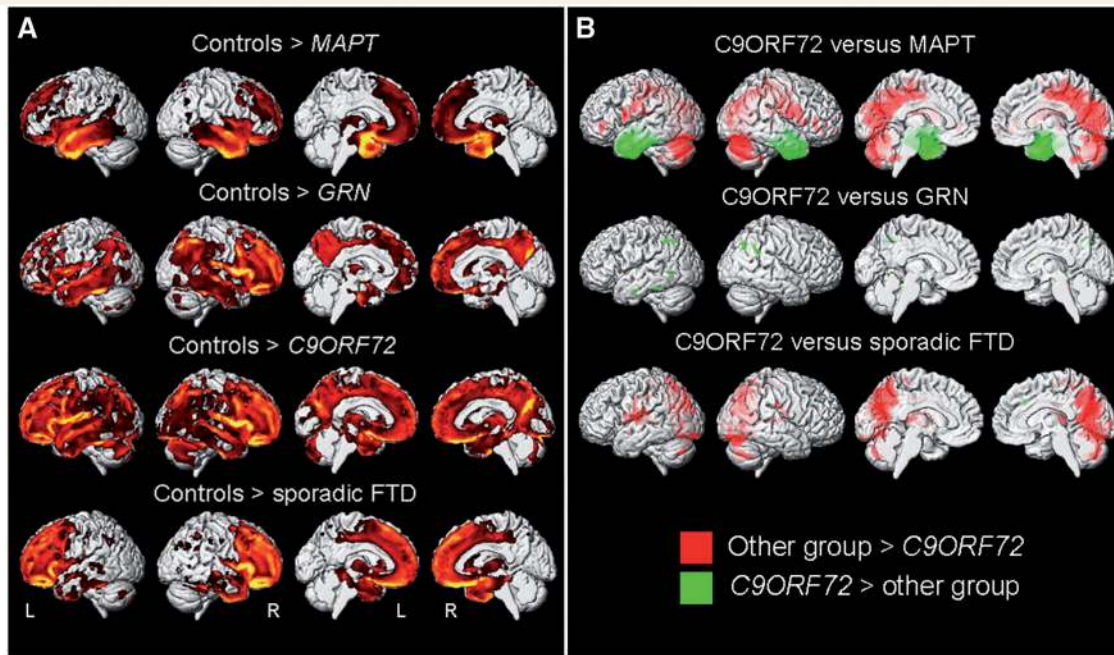 A
Controls > MAPT
Controls > GRN
Controls > C9ORF72
Controls > sporadic FTD
L
R
L
R
B
C9ORF72 versus MAPT
C9ORF72 versus GRN
C9ORF72 versus sporadic FTD
Other group > C9ORF72
C9ORF72 > other group